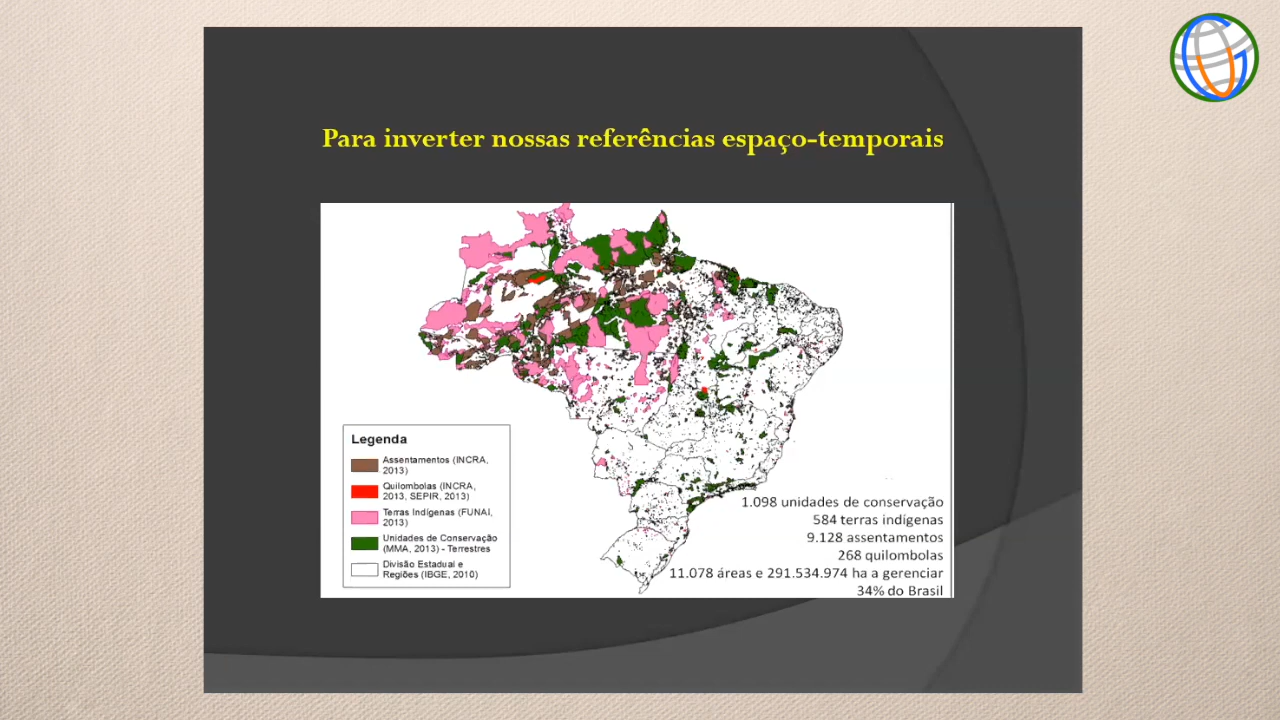 Para inverter nossas referências espaço-temporais
Legenda
Assentamentos (INCRA,
2013)
Quilombolas (INCRA,
2013, SEPIR, 2013)
Terras Indígenas (FUNAI,
2013)
Unidades de Conservação
(MMA, 2013) - Terrestres
Divisão Estadual e
Regiões (IBGE, 2010)
1.098 unidades de conservação
584 terras indígenas
9.128 assentamentos
268 quilombolas
11.078 áreas e 291.534.974 ha a gerenciar
34% do Brasil